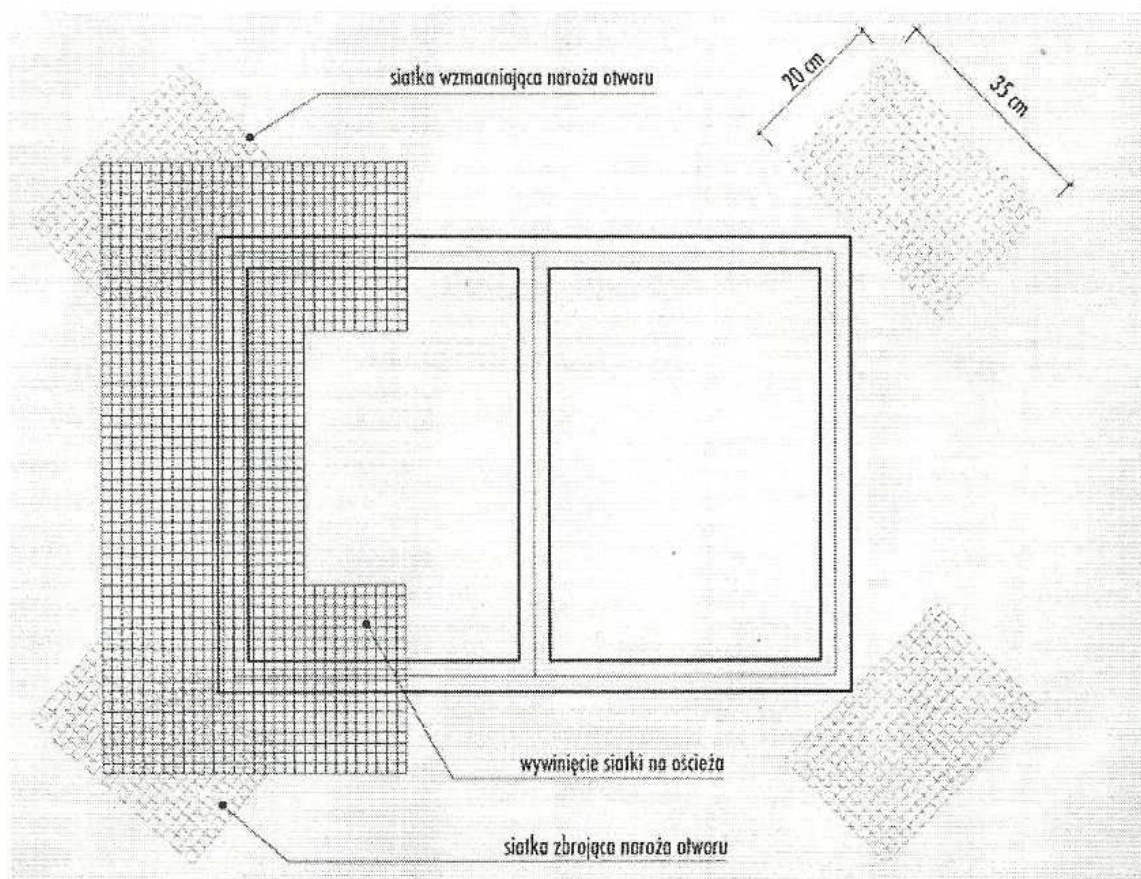 siatka wzmacniająca naroża otworu
20 cm
35 cm
wywinięcie siatki na ościeża
siatka zbrojąca naroża otworu